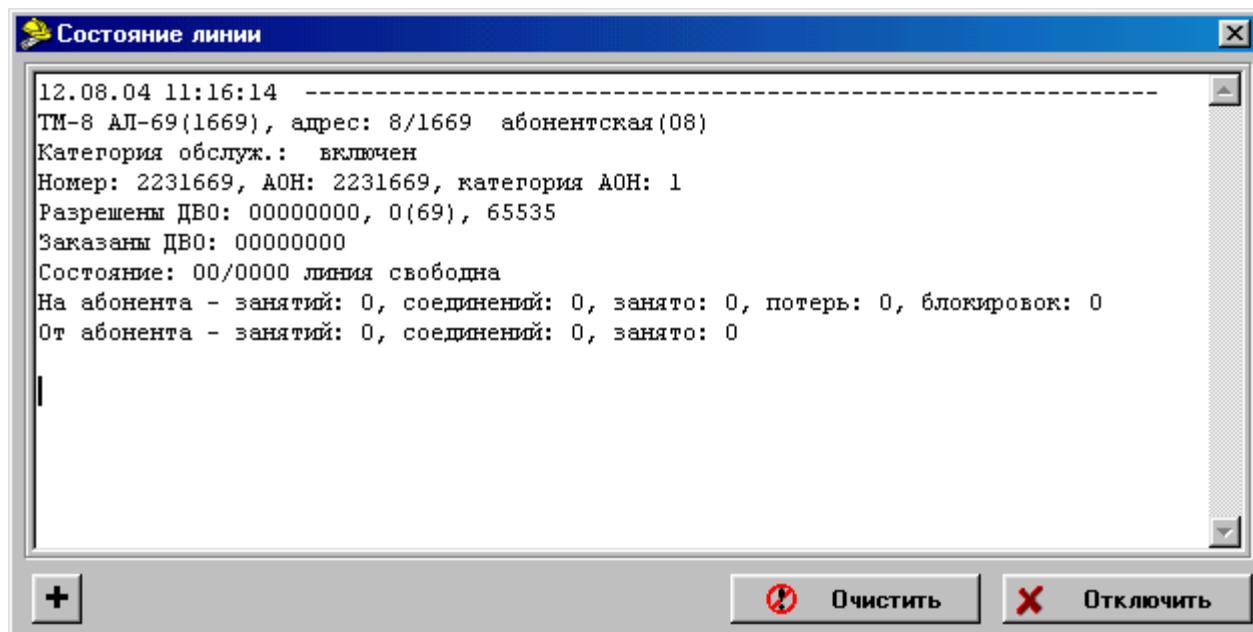 Состояние линии
12.08.04 11:16:14 -------------------------------------------------------------
ТМ-8 АЛ-69(1669), адрес: 8/1669 абонентская(08)
Категория обслуж.: включен
Номер: 2231669, АОН: 2231669, категория АОН: 1
Разрешены ДВО: 00000000, 0(69), 65535
Заказаны ДВО: 00000000
Состояние: 00/0000 линия свободна
На абонента - занятий: 0, соединений: 0, занято: 0, потерь: 0, блокировок: 0
От абонента - занятий: 0, соединений: 0, занято: 0
+ Очистить Отключить